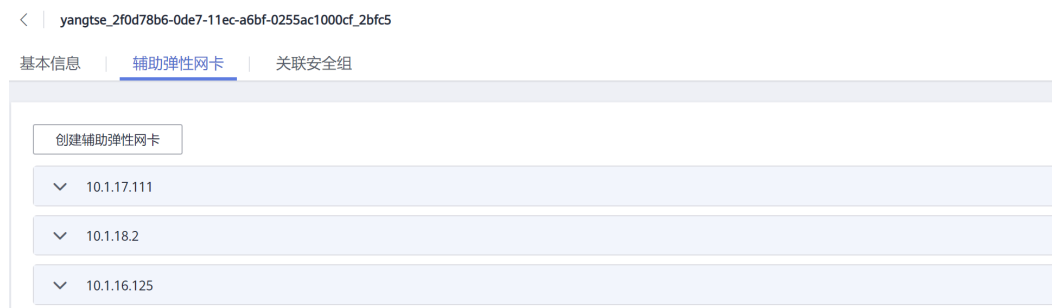 yangtse_2f0d78b6-0de7-11ec-a6bf-0255ac1000cf_2bfc5
基本信息 辅助弹性网卡 关联安全组
创建辅助弹性网卡
10.1.17.111
10.1.18.2
10.1.16.125